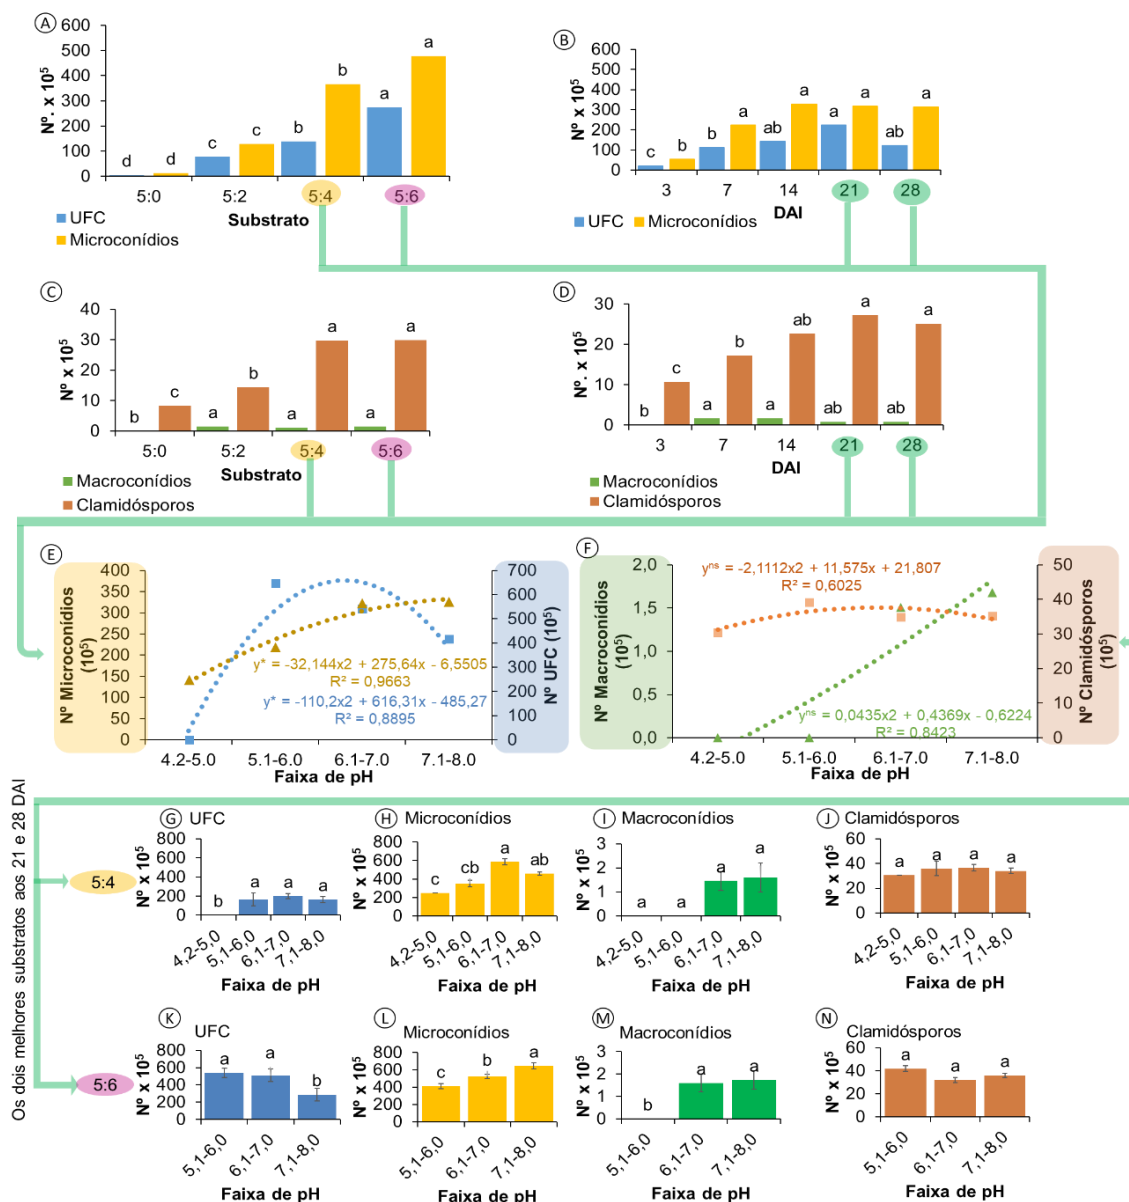 A
600
500
400
300
200
100
0
Nº. x 10⁵
d d c c b b a a
5:0 5:2 5:4 5:6
Substrato
UFC
Microconídios
B
600
500
400
300
200
100
0
Nº. x 10⁵
c b b a ab a a a ab a
3 7 14 21 28
DAI
UFC Microconídios
C
40
30
20
10
0
Nº x 10⁵
b c a b a a a a
5:0 5:2 5:4 5:6
Substrato
Macroconídios
Clamidósporos
D
30
20
10
0
Nº. x 10⁵
b c a b a ab ab a ab a
3 7 14 21 28
DAI
Macroconídios
Clamidósporos
E
Nº Microconídios
(10⁵)
400
350
300
250
200
150
100
50
0
700
600
500
400
300
200
100
0
Nº UFC (10⁵)
y* = -32,144x2 + 275,64x - 6,5505
R² = 0,9663
y* = -110,2x2 + 616,31x - 485,27
R² = 0,8895
4.2-5.0 5.1-6.0 6.1-7.0 7.1-8.0
Faixa de pH
F
Nº Macroconídios
(10⁵)
2,0
1,5
1,0
0,5
0,0
50
40
30
20
10
0
Nº Clamidósporos
(10⁵)
yⁿˢ = -2,1112x2 + 11,575x + 21,807
R² = 0,6025
yⁿˢ = 0,0435x2 + 0,4369x - 0,6224
R² = 0,8423
4.2-5.0 5.1-6.0 6.1-7.0 7.1-8.0
Faixa de pH
Os dois melhores substratos aos 21 e 28 DAI
5:4
G UFC
Nº x 10⁵
800
600
400
200
0
b a a a
4,2-5,0 5,1-6,0 6,1-7,0 7,1-8,0
Faixa de pH
H Microconídios
Nº x 10⁵
800
600
400
200
0
c cb a ab
4,2-5,0 5,1-6,0 6,1-7,0 7,1-8,0
Faixa de pH
I Macroconídios
Nº x 10⁵
3
2
1
0
a a a a
4,2-5,0 5,1-6,0 6,1-7,0 7,1-8,0
Faixa de pH
J Clamidósporos
Nº x 10⁵
60
40
20
0
a a a a
4,2-5,0 5,1-6,0 6,1-7,0 7,1-8,0
Faixa de pH
5:6
K UFC
Nº x 10⁵
800
600
400
200
0
a a b
5,1-6,0 6,1-7,0 7,1-8,0
Faixa de pH
L Microconídios
Nº x 10⁵
800
600
400
200
0
c b a
5,1-6,0 6,1-7,0 7,1-8,0
Faixa de pH
M Macroconídios
Nº x 10⁵
3
2
1
0
b a a
5,1-6,0 6,1-7,0 7,1-8,0
Faixa de pH
N Clamidósporos
Nº x 10⁵
60
40
20
0
a a a
5,1-6,0 6,1-7,0 7,1-8,0
Faixa de pH